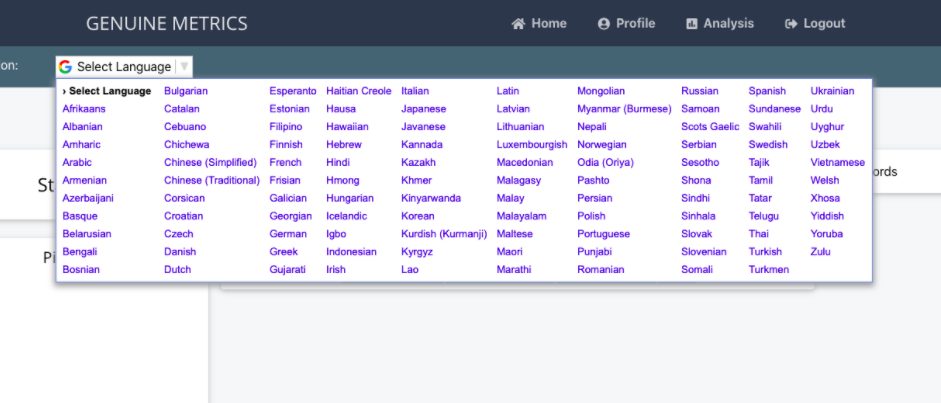 GENUINE METRICS
Home
Profile
Analysis
Logout
on:
Select Language ▼
› Select Language
Afrikaans
Albanian
Amharic
Arabic
Armenian
Azerbaijani
Basque
Belarusian
Bengali
Bosnian
Bulgarian
Catalan
Cebuano
Chichewa
Chinese (Simplified)
Chinese (Traditional)
Corsican
Croatian
Czech
Danish
Dutch
Esperanto
Estonian
Filipino
Finnish
French
Frisian
Galician
Georgian
German
Greek
Gujarati
Haitian Creole
Hausa
Hawaiian
Hebrew
Hindi
Hmong
Hungarian
Icelandic
Igbo
Indonesian
Irish
Italian
Japanese
Javanese
Kannada
Kazakh
Khmer
Kinyarwanda
Korean
Kurdish (Kurmanji)
Kyrgyz
Lao
Latin
Latvian
Lithuanian
Luxembourgish
Macedonian
Malagasy
Malay
Malayalam
Maltese
Maori
Marathi
Mongolian
Myanmar (Burmese)
Nepali
Norwegian
Odia (Oriya)
Pashto
Persian
Polish
Portuguese
Punjabi
Romanian
Russian
Samoan
Scots Gaelic
Serbian
Sesotho
Shona
Sindhi
Sinhala
Slovak
Slovenian
Somali
Spanish
Sundanese
Swahili
Swedish
Tajik
Tamil
Tatar
Telugu
Thai
Turkish
Turkmen
Ukrainian
Urdu
Uyghur
Uzbek
Vietnamese
Welsh
Xhosa
Yiddish
Yoruba
Zulu
St
ords
Pi